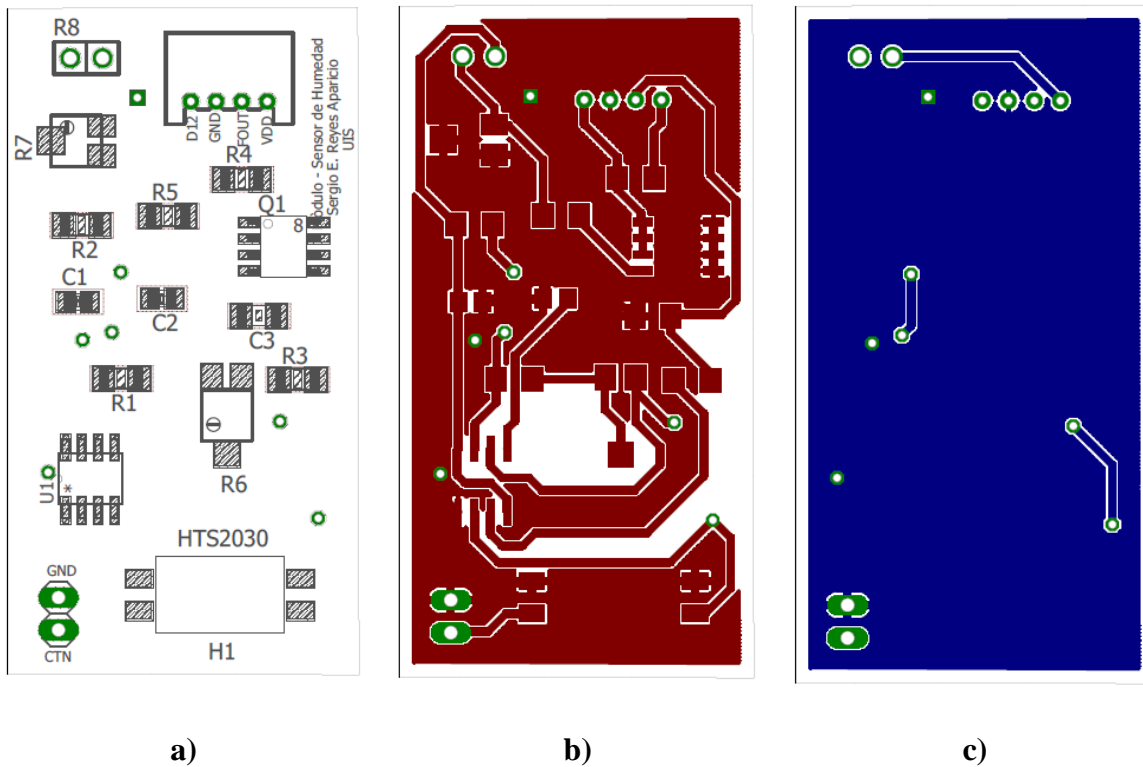 R8
D12
GND
FOUT
VDD
Sensor de Humedad
Sergio E. Reyes Aparicio
UIS
R7
R4
R5
Q1
8
R2
C1
C2
C3
R3
R1
U1
*
R6
HTS2030
GND
CTN
H1
a)
b)
c)